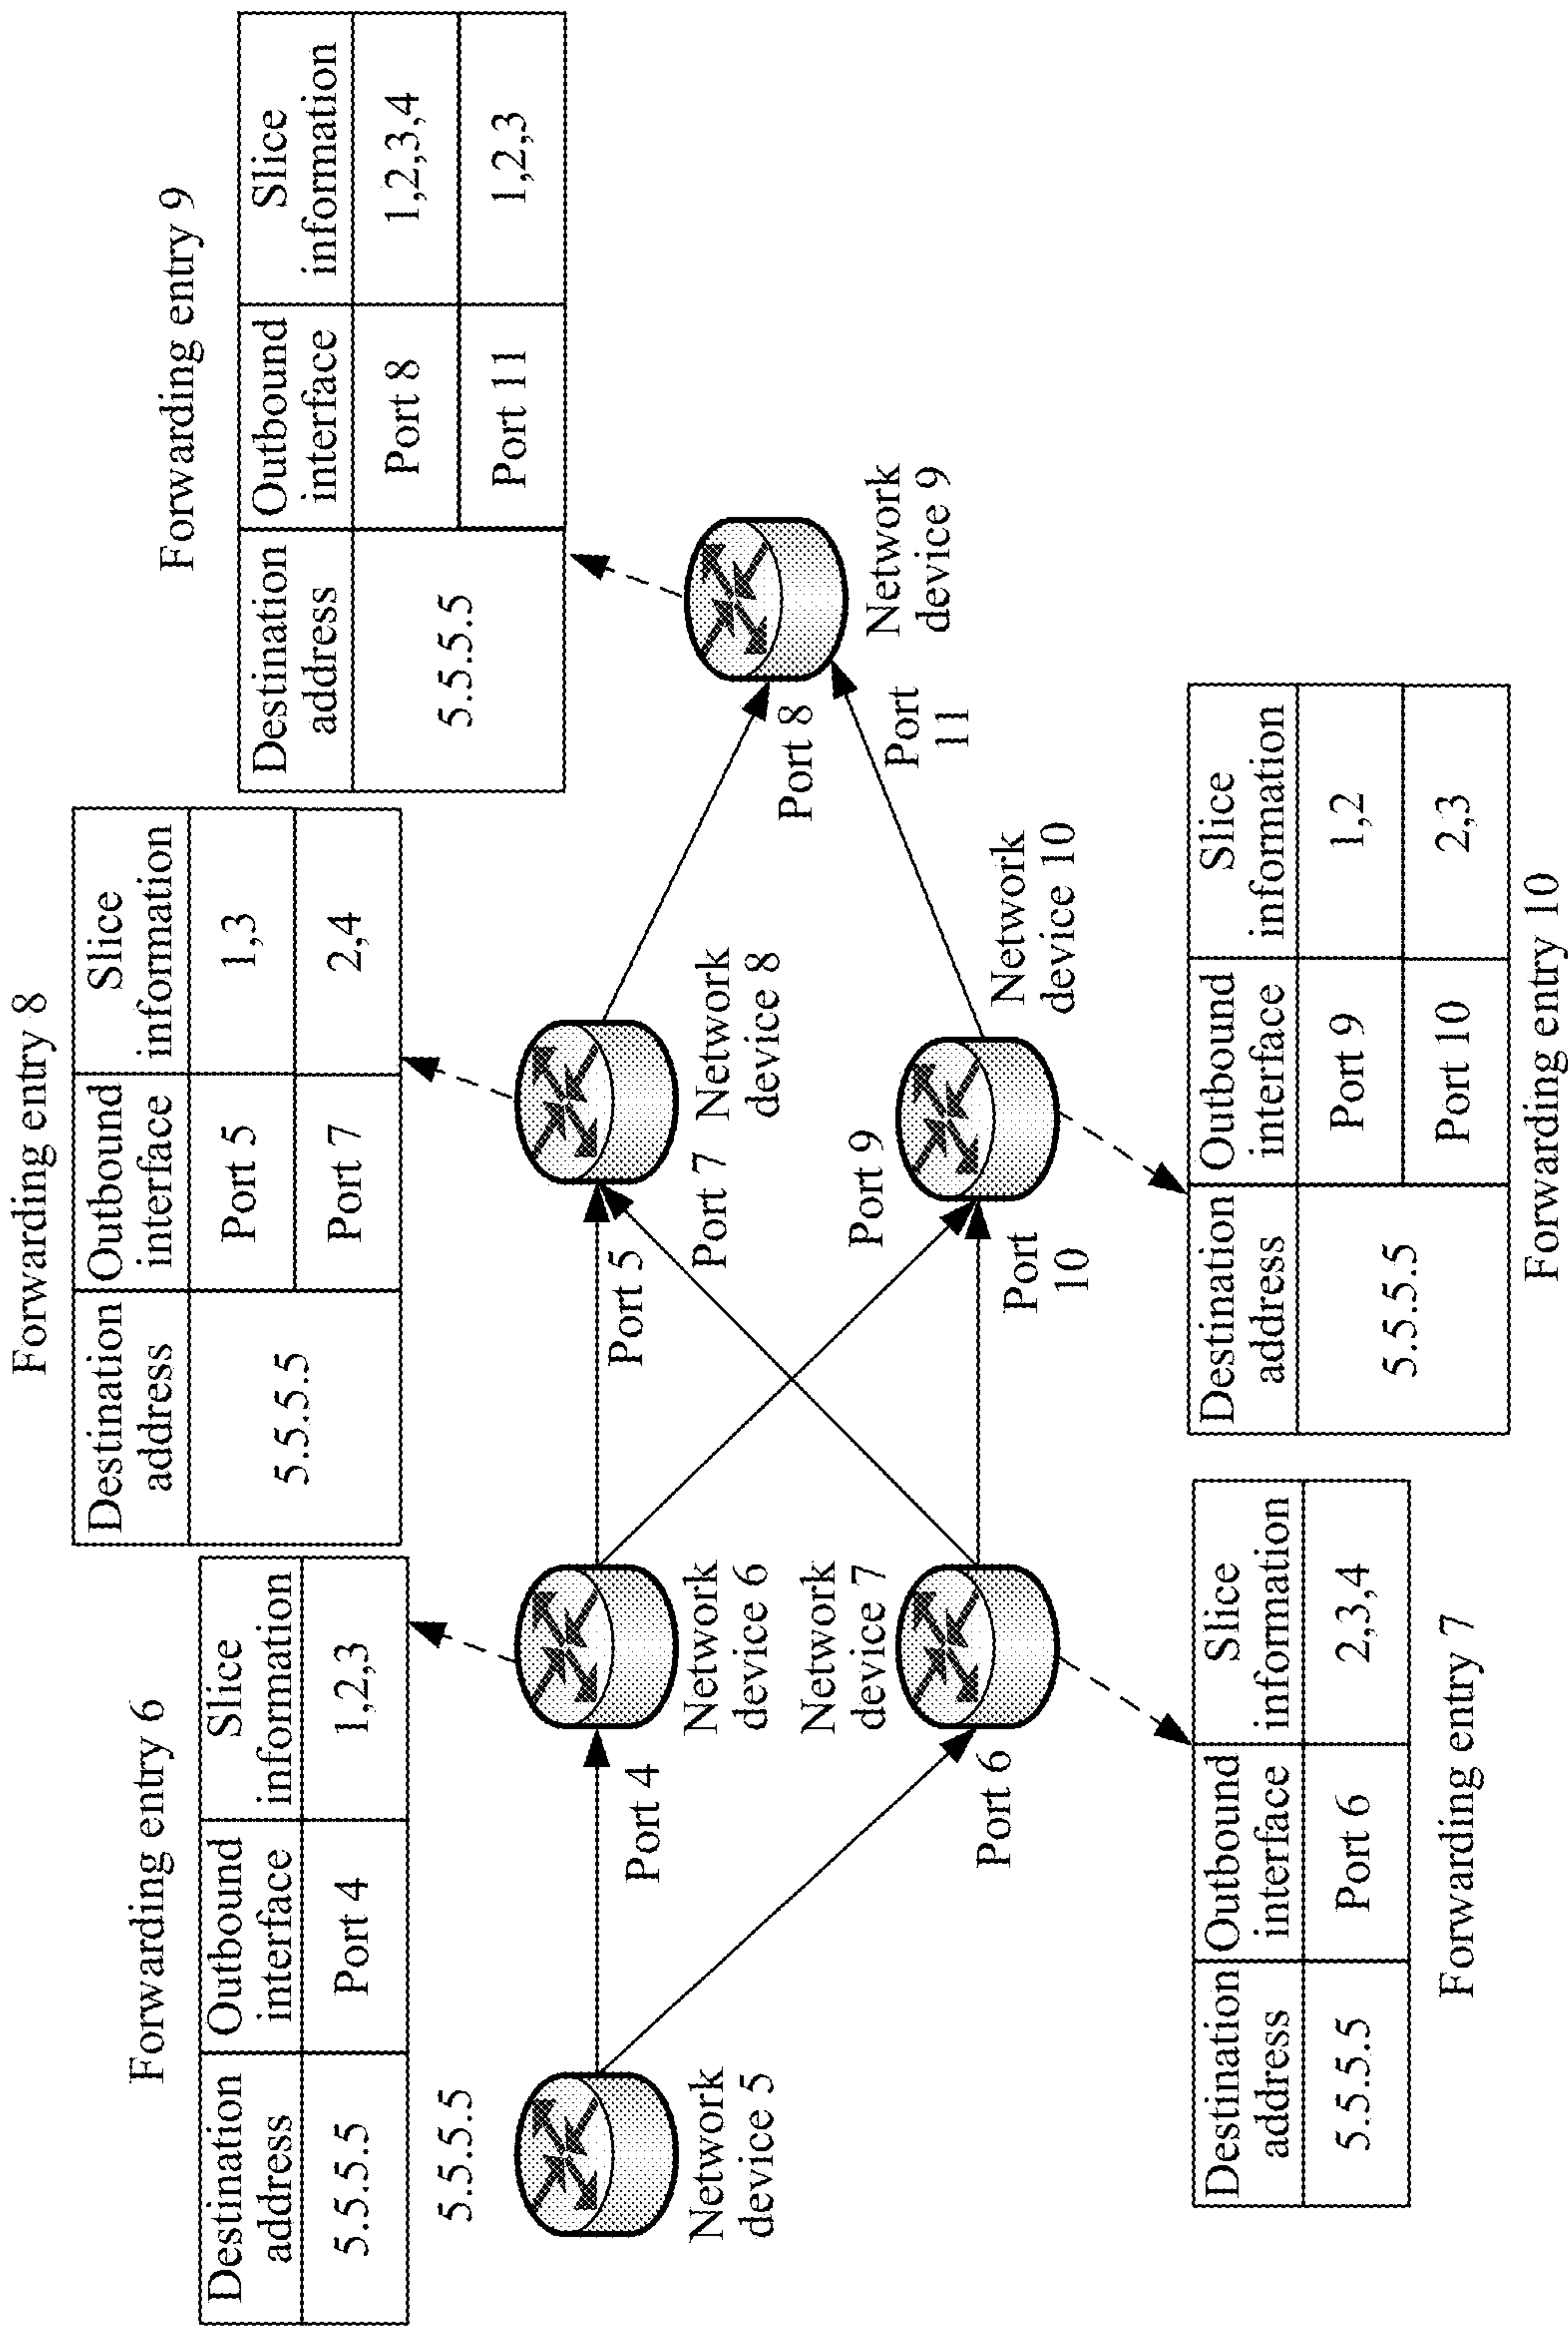 Forwarding entry 8
Destination address
Outbound interface
Slice information
5.5.5.5
Port 5
1,3
Port 7
2,4
Forwarding entry 6
Destination address
Outbound interface
Slice information
5.5.5.5
Port 4
1,2,3
Forwarding entry 9
Destination address
Outbound interface
Slice information
5.5.5.5
Port 8
1,2,3,4
Port 11
1,2,3
5.5.5.5
Network
device 5
Port 4
Network
device 6
Port 5
Port 7
Network
device 8
Port 8
Network
device 9
Port 6
Network
device 7
Port 9
Port
10
Network
device 10
Port
11
Destination address
Outbound interface
Slice information
5.5.5.5
Port 6
2,3,4
Forwarding entry 7
Destination address
Outbound interface
Slice information
5.5.5.5
Port 9
1,2
Port 10
2,3
Forwarding entry 10